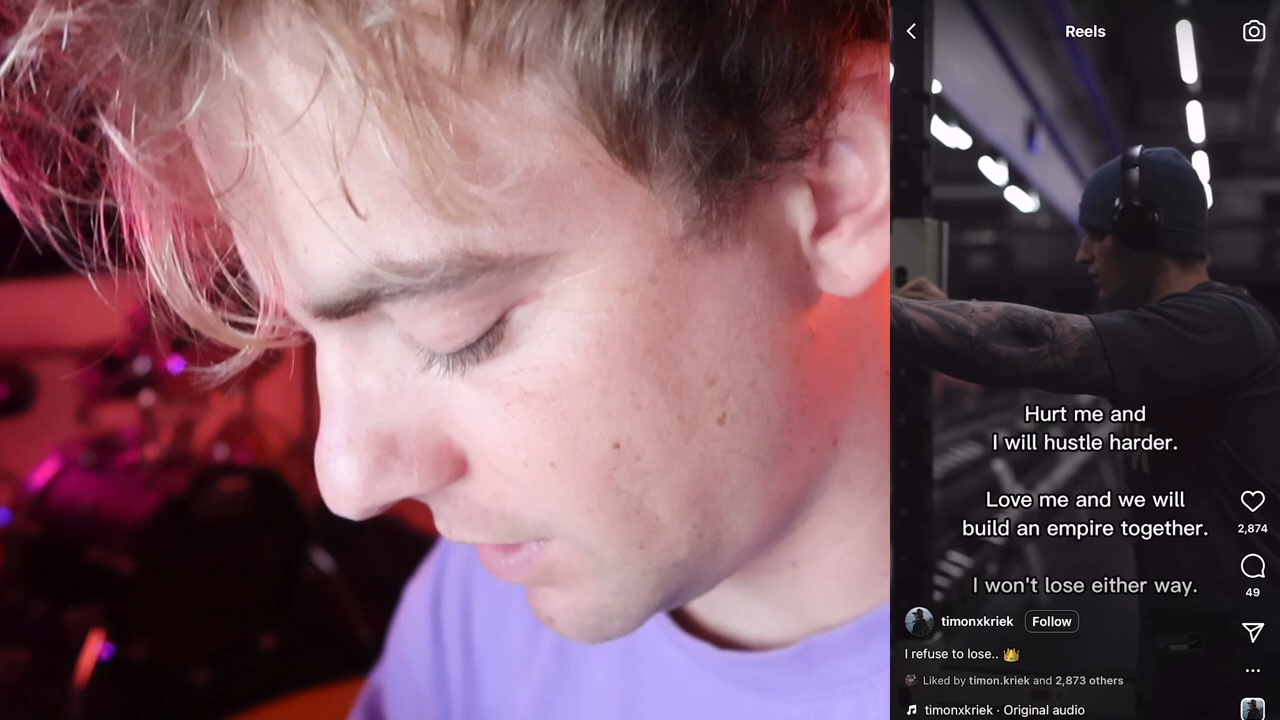 Reels
Hurt me and
I will hustle harder.
Love me and we will
build an empire together.
I won't lose either way.
2,874
49
timonxkriek
Follow
I refuse to lose.. 👑
Liked by timon.kriek and 2,873 others
timonxkriek · Original audio